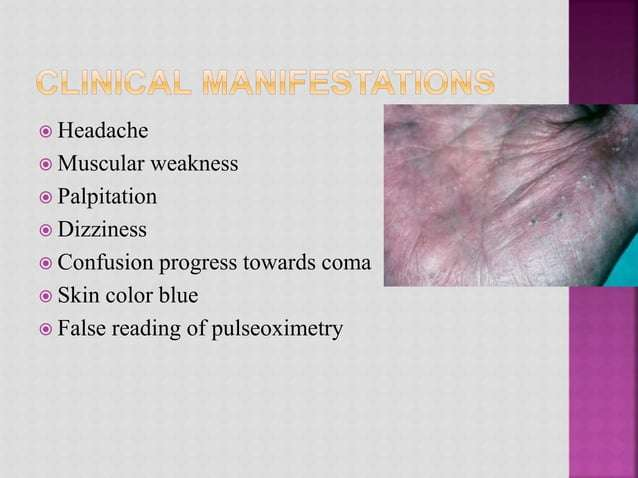 CLINICAL MANIFESTATIONS
Headache
Muscular weakness
Palpitation
Dizziness
Confusion progress towards coma
Skin color blue
False reading of pulseoximetry